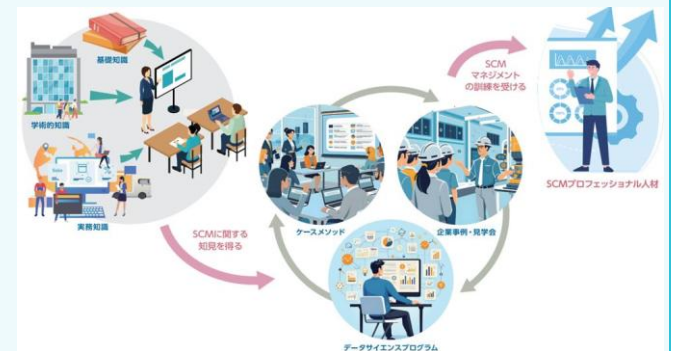 基礎知識
学術的知識
実務知識
SCMに関する
知見を得る
ケースメソッド
企業事例・見学会
データサイエンスプログラム
SCM
マネジメント
の訓練を受ける
SCMプロフェッショナル人材